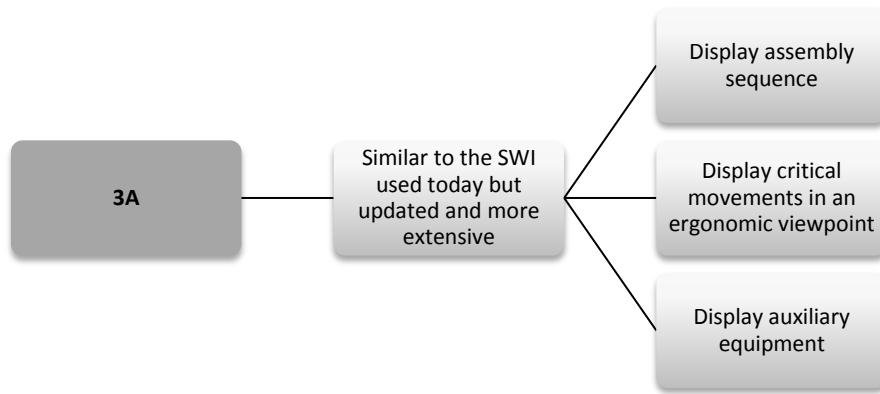 3A
Similar to the SWI
used today but
updated and more
extensive
Display assembly
sequence
Display critical
movements in an
ergonomic viewpoint
Display auxiliary
equipment